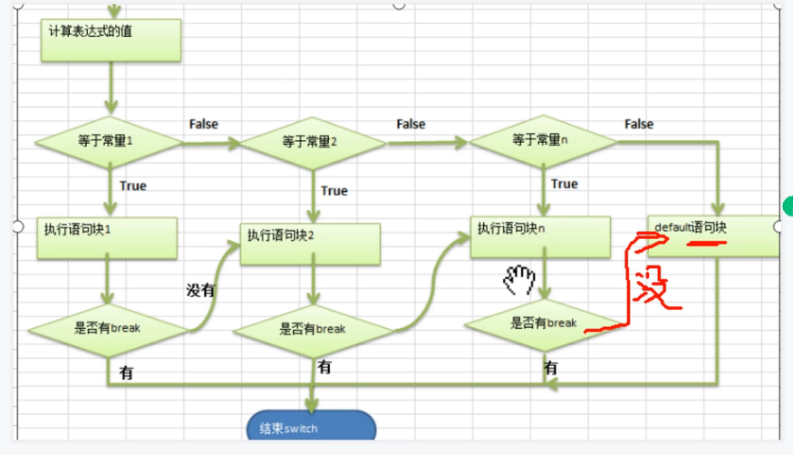 计算表达式的值
等于常量1
False
等于常量2
False
等于常量n
False
True
True
True
执行语句块1
执行语句块2
执行语句块n
default语句块
没有
没
是否有break
是否有break
是否有break
有
有
有
结束switch